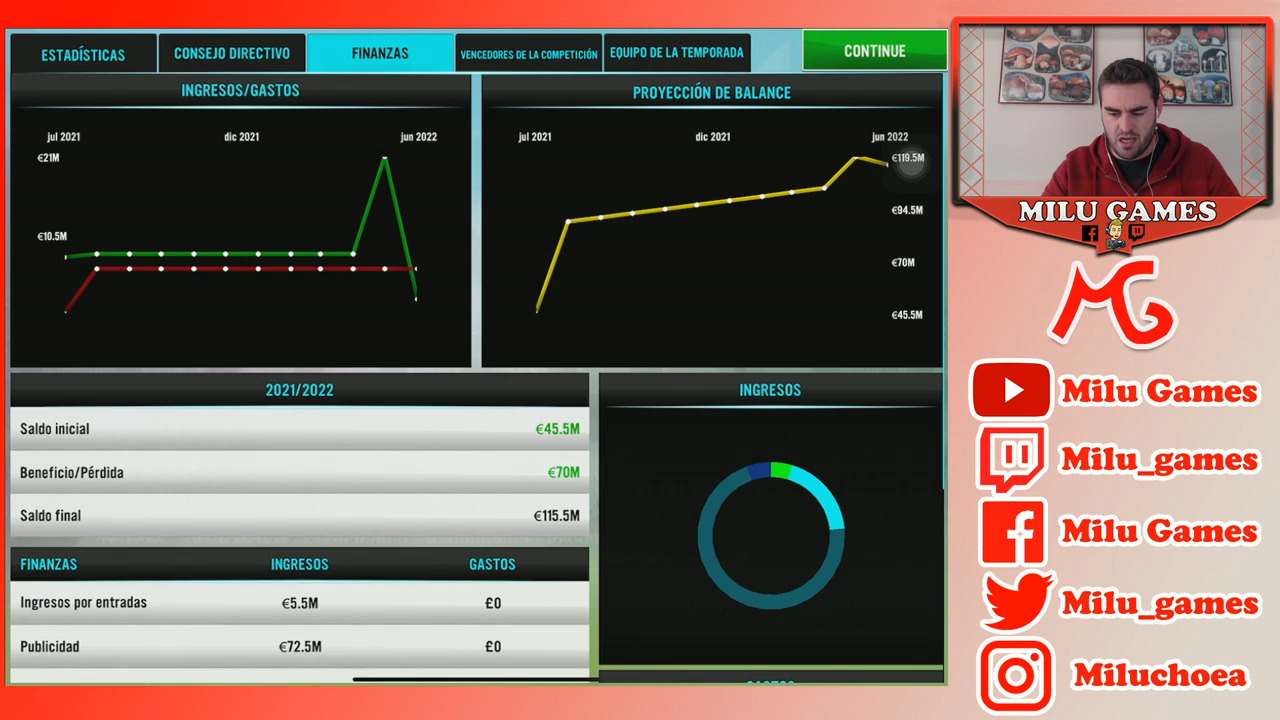 ESTADÍSTICAS
CONSEJO DIRECTIVO
FINANZAS
VENCEDORES DE LA COMPETICIÓN
EQUIPO DE LA TEMPORADA
CONTINUE
INGRESOS/GASTOS
jul 2021
dic 2021
jun 2022
€21M
€10.5M
PROYECCIÓN DE BALANCE
jul 2021
dic 2021
jun 2022
€119.5M
€94.5M
€70M
€45.5M
2021/2022
Saldo inicial €45.5M
Beneficio/Pérdida €70M
Saldo final €115.5M
FINANZAS INGRESOS GASTOS
Ingresos por entradas €5.5M £0
Publicidad €72.5M £0
INGRESOS
MILU GAMES
MG
Milu Games
Milu_games
Milu Games
Milu_games
Miluchoea